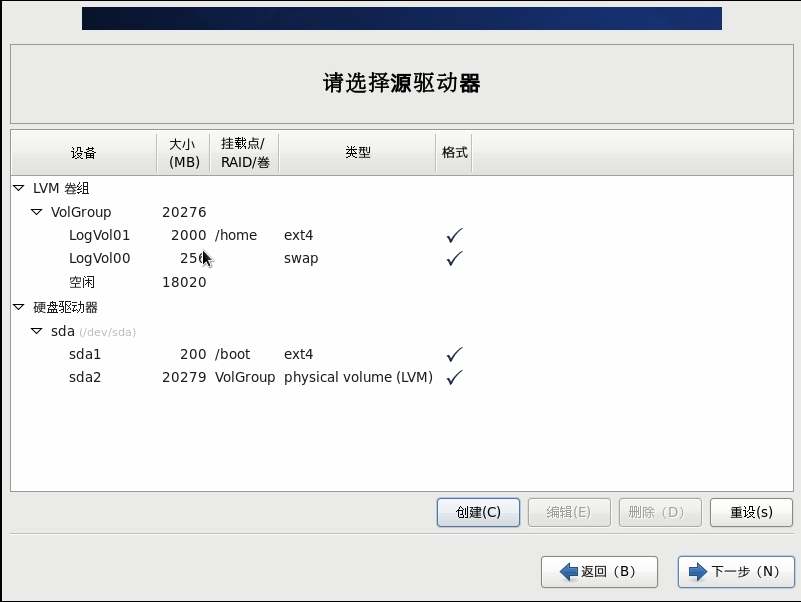 请选择源驱动器
设备 大小 (MB) 挂载点/ RAID/卷 类型 格式
LVM 卷组
VolGroup 20276
LogVol01 2000 /home ext4
LogVol00 256 swap
空闲 18020
硬盘驱动器
sda (/dev/sda)
sda1 200 /boot ext4
sda2 20279 VolGroup physical volume (LVM)
创建(C) 编辑(E) 删除（D） 重设(s)
返回（B） 下一步（N）